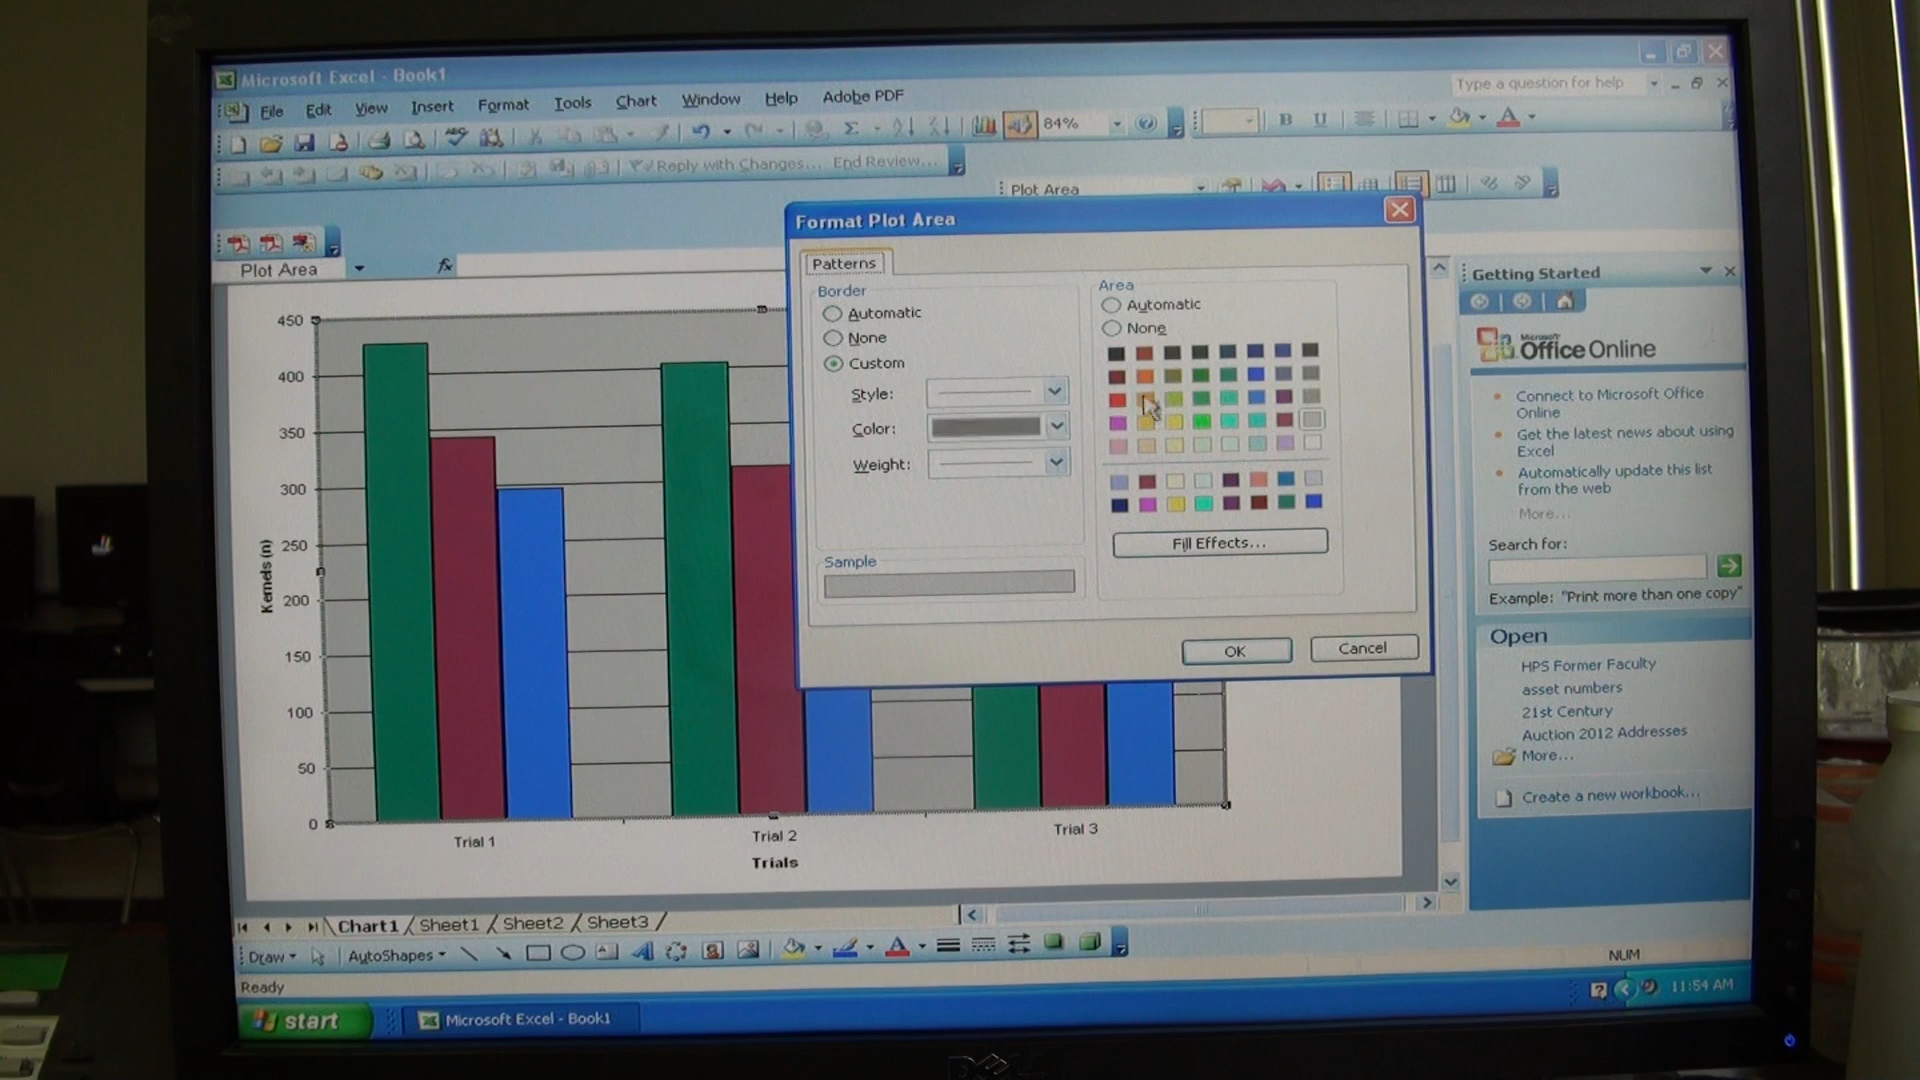 Microsoft Excel - Book1
File Edit View Insert Format Tools Chart Window Help Adobe PDF
Type a question for help
84%
B U A
Reply with Changes... End Review...
Plot Area
Plot Area fx
Format Plot Area
Patterns
Border
Automatic
None
Custom
Style:
Color:
Weight:
Sample
Area
Automatic
None
Fill Effects...
OK Cancel
450
400
350
300
250
200
150
100
50
0
Kernels (n)
Trial 1 Trial 2 Trial 3
Trials
Getting Started
Microsoft
Office Online
Connect to Microsoft Office
Online
Get the latest news about using
Excel
Automatically update this list
from the web
More...
Search for:
Example: "Print more than one copy"
Open
HPS Former Faculty
asset numbers
21st Century
Auction 2012 Addresses
More...
Create a new workbook...
Chart1 Sheet1 Sheet2 Sheet3
Draw AutoShapes A
Ready
NUM
start
Microsoft Excel - Book1
11:54 AM
DELL